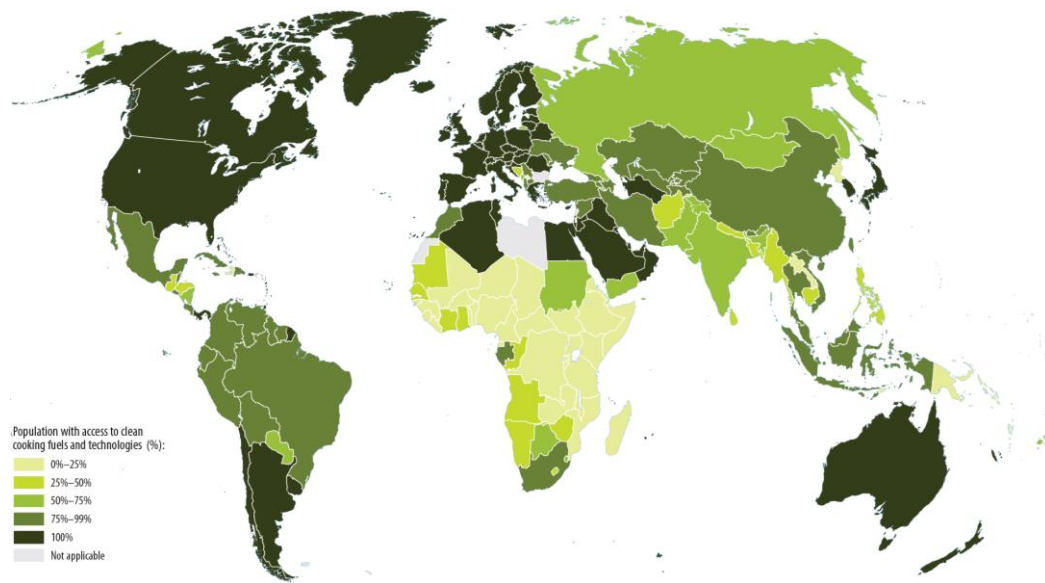 Population with access to clean
cooking fuels and technologies (%):
0%–25%
25%–50%
50%–75%
75%–99%
100%
Not applicable